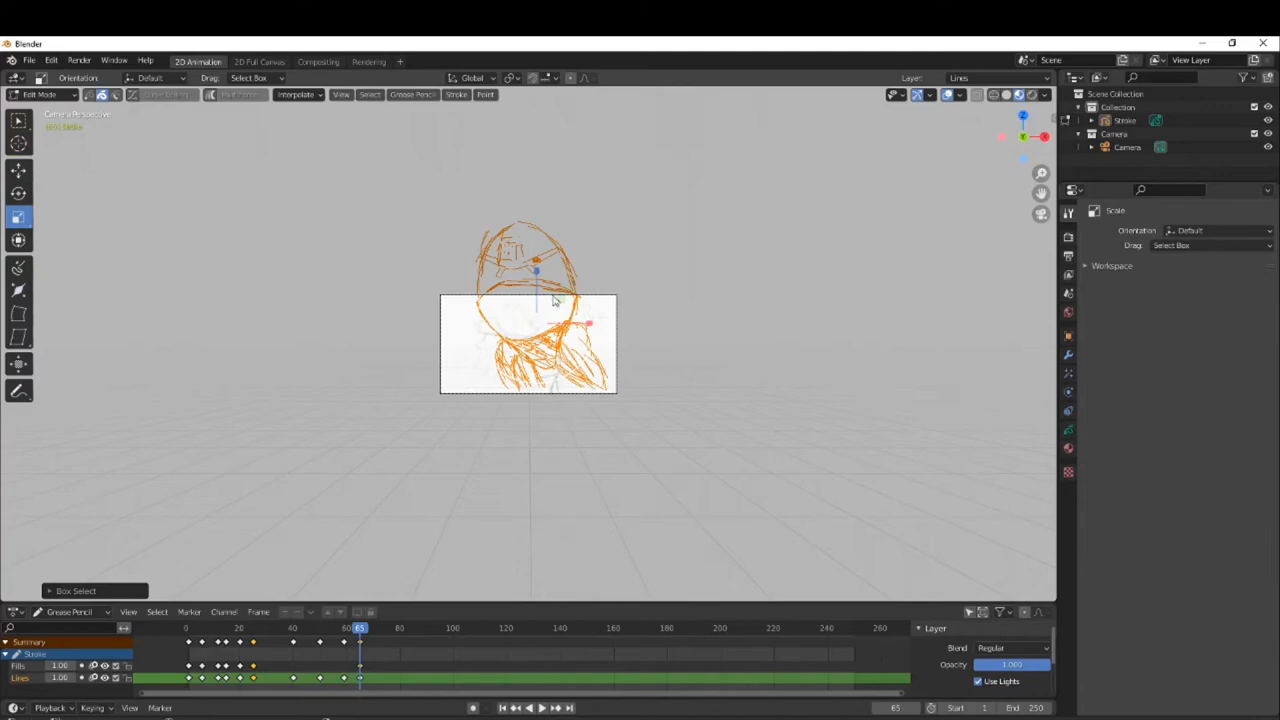 Blender
File Edit Render Window Help 2D Animation 2D Full Canvas Compositing Rendering + Scene View Layer
Orientation: Default Drag: Select Box Global Layer: Lines
Edit Mode Interpolate View Select Grease Pencil Stroke Point
Camera Perspective
Scene Collection
Collection
Stroke
Camera
Camera
Scale
Orientation Default
Drag: Select Box
Workspace
X
Y
Z
Box Select
Grease Pencil View Select Marker Channel Frame
0 20 40 60 65 80 100 120 140 160 180 200 220 240 260
Summary
Stroke
Fills 1.00
Lines 1.00
Layer
Blend Regular
Opacity 1.000
Use Lights
Playback Keying View Marker 65 Start 1 End 250